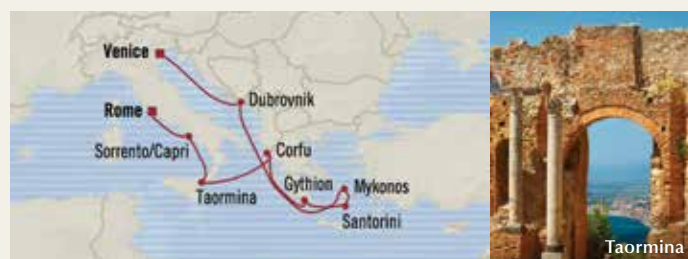 Venice
Rome
Dubrovnik
Sorrento/Capri
Corfu
Taormina
Gythion
Mykonos
Santorini
Taormina